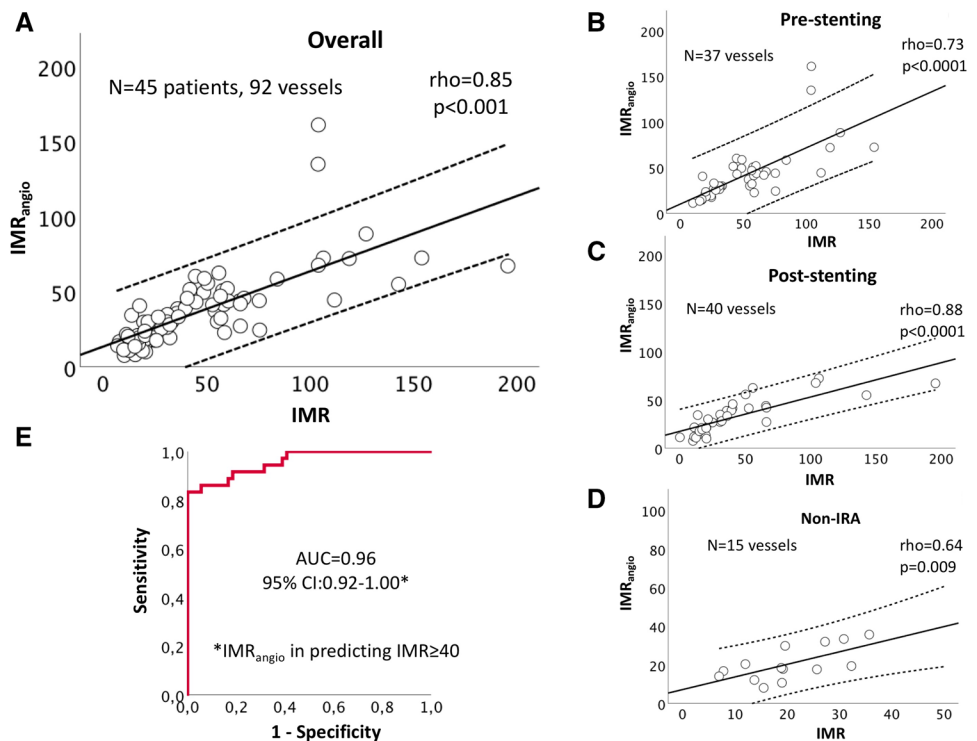 A
Overall
N=45 patients, 92 vessels
rho=0.85
p<0.001
200
150
100
50
0
IMRangio
0 50 100 150 200
IMR
B
Pre-stenting
N=37 vessels
rho=0.73
p<0.0001
200
150
100
50
0
IMRangio
0 50 100 150 200
IMR
C
Post-stenting
N=40 vessels
rho=0.88
p<0.0001
200
150
100
50
0
IMRangio
0 50 100 150 200
IMR
D
Non-IRA
N=15 vessels
rho=0.64
p=0.009
100
80
60
40
20
0
IMRangio
0 10 20 30 40 50
IMR
E
1,0
0,8
0,6
0,4
0,2
0,0
Sensitivity
AUC=0.96
95% CI:0.92-1.00*
*IMRangio in predicting IMR≥40
0,0 0,2 0,4 0,6 0,8 1,0
1 - Specificity